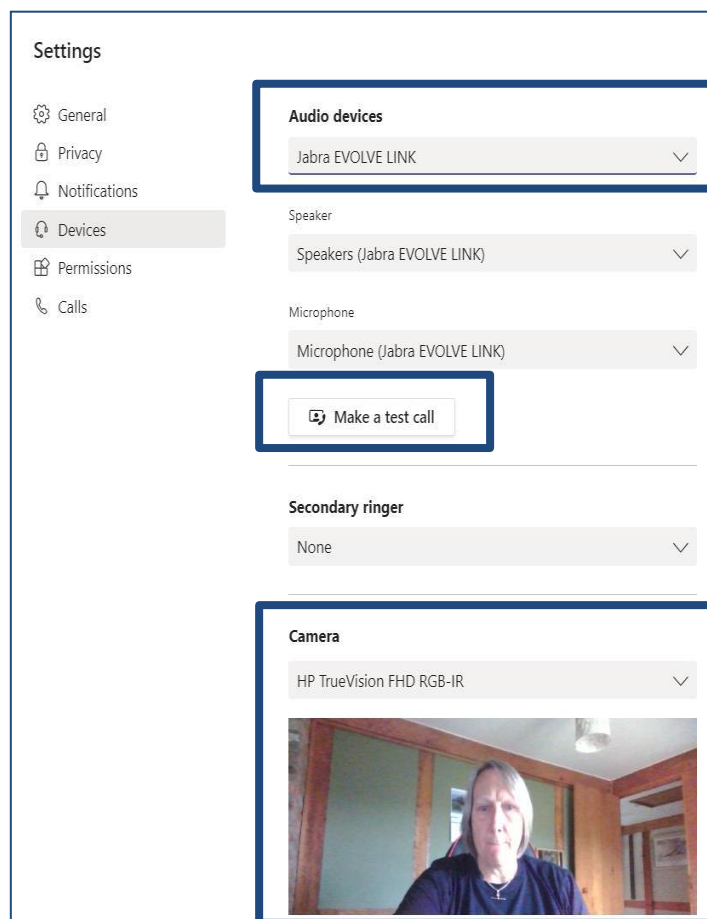 Settings
General
Privacy
Notifications
Devices
Permissions
Calls
Audio devices
Jabra EVOLVE LINK
Speaker
Speakers (Jabra EVOLVE LINK)
Microphone
Microphone (Jabra EVOLVE LINK)
Make a test call
Secondary ringer
None
Camera
HP TrueVision FHD RGB-IR